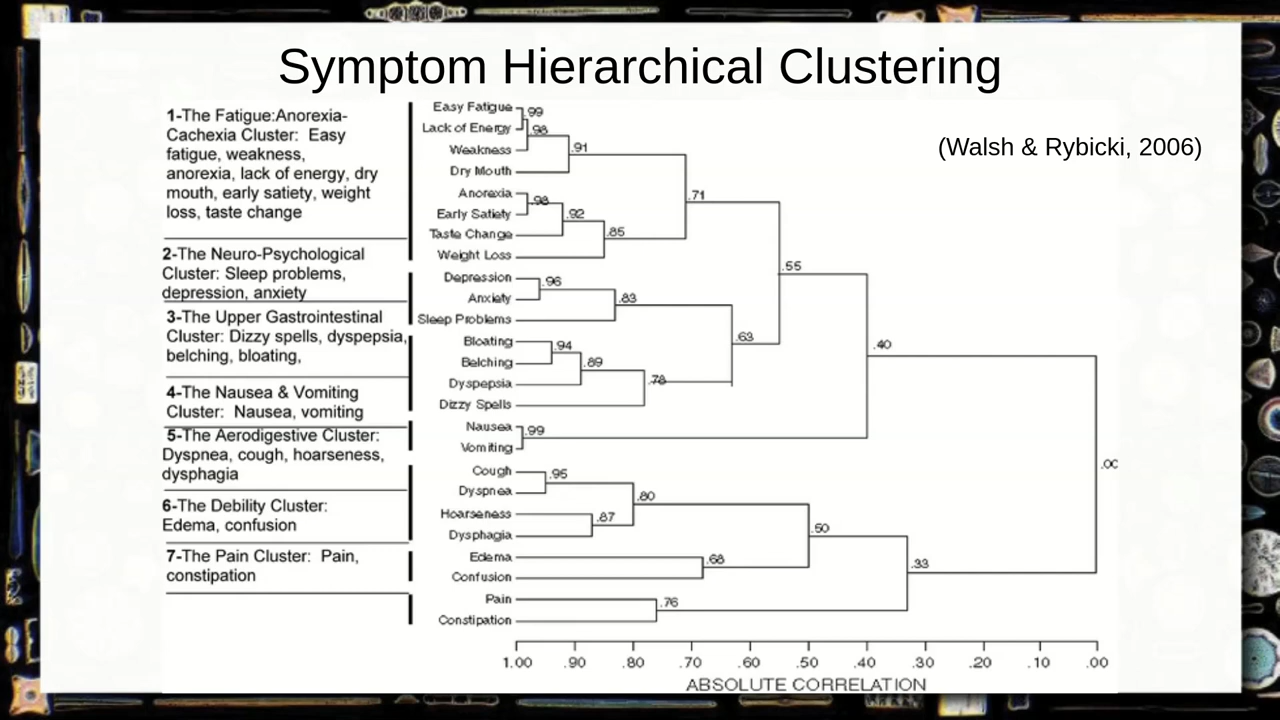 Symptom Hierarchical Clustering
(Walsh & Rybicki, 2006)
1-The Fatigue:Anorexia-
Cachexia Cluster: Easy
fatigue, weakness,
anorexia, lack of energy, dry
mouth, early satiety, weight
loss, taste change
2-The Neuro-Psychological
Cluster: Sleep problems,
depression, anxiety
3-The Upper Gastrointestinal
Cluster: Dizzy spells, dyspepsia,
belching, bloating,
4-The Nausea & Vomiting
Cluster: Nausea, vomiting
5-The Aerodigestive Cluster:
Dyspnea, cough, hoarseness,
dysphagia
6-The Debility Cluster:
Edema, confusion
7-The Pain Cluster: Pain,
constipation
Easy Fatigue
Lack of Energy
Weakness
Dry Mouth
Anorexia
Early Satiety
Taste Change
Weight Loss
Depression
Anxiety
Sleep Problems
Bloating
Belching
Dyspepsia
Dizzy Spells
Nausea
Vomiting
Cough
Dyspnea
Hoarseness
Dysphagia
Edema
Confusion
Pain
Constipation
.99
.98
.91
.71
.98
.92
.85
.55
.96
.83
.63
.94
.89
.78
.40
.99
.00
.95
.80
.87
.50
.68
.33
.76
1.00 .90 .80 .70 .60 .50 .40 .30 .20 .10 .00
ABSOLUTE CORRELATION